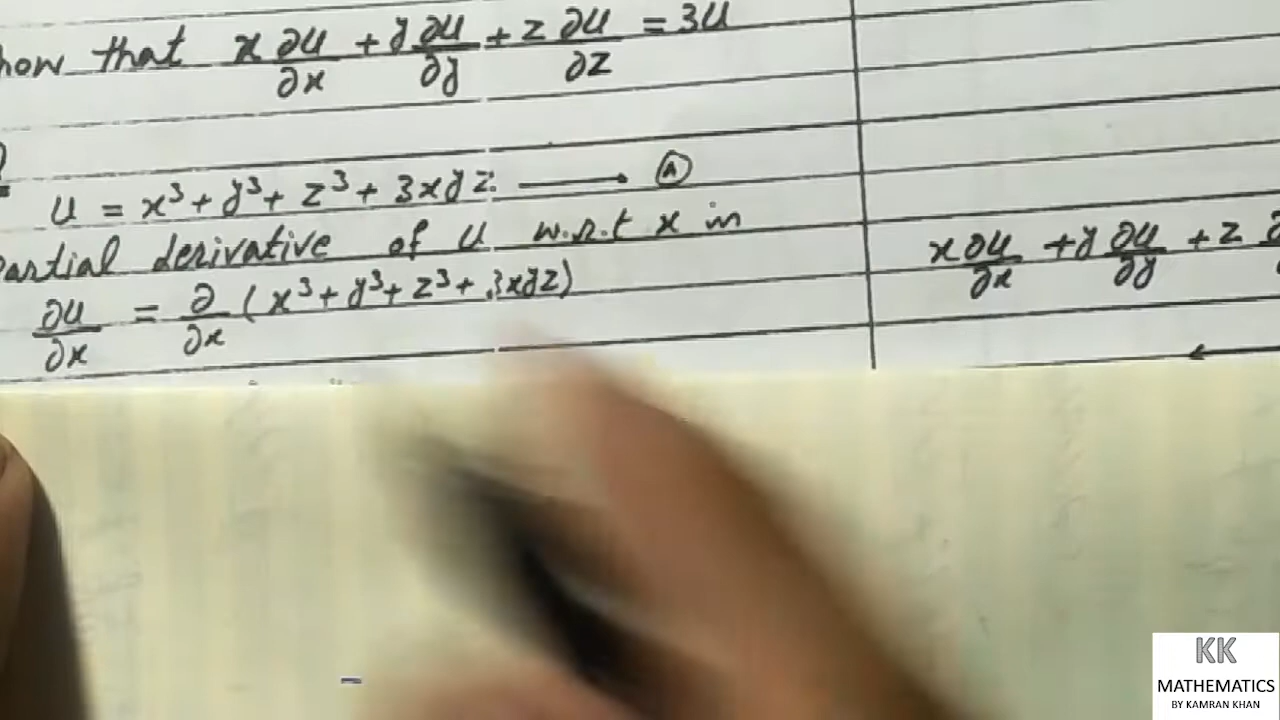 how that x ∂u/∂x + y ∂u/∂y + z ∂u/∂z = 3u
u = x³ + y³ + z³ + 3xyz. ⟶ Ⓐ
artial derivative of u w.r.t x in
∂u/∂x = ∂/∂x (x³ + y³ + z³ + 3xyz)
x ∂u/∂x + y ∂u/∂y + z ∂
KK
MATHEMATICS
BY KAMRAN KHAN